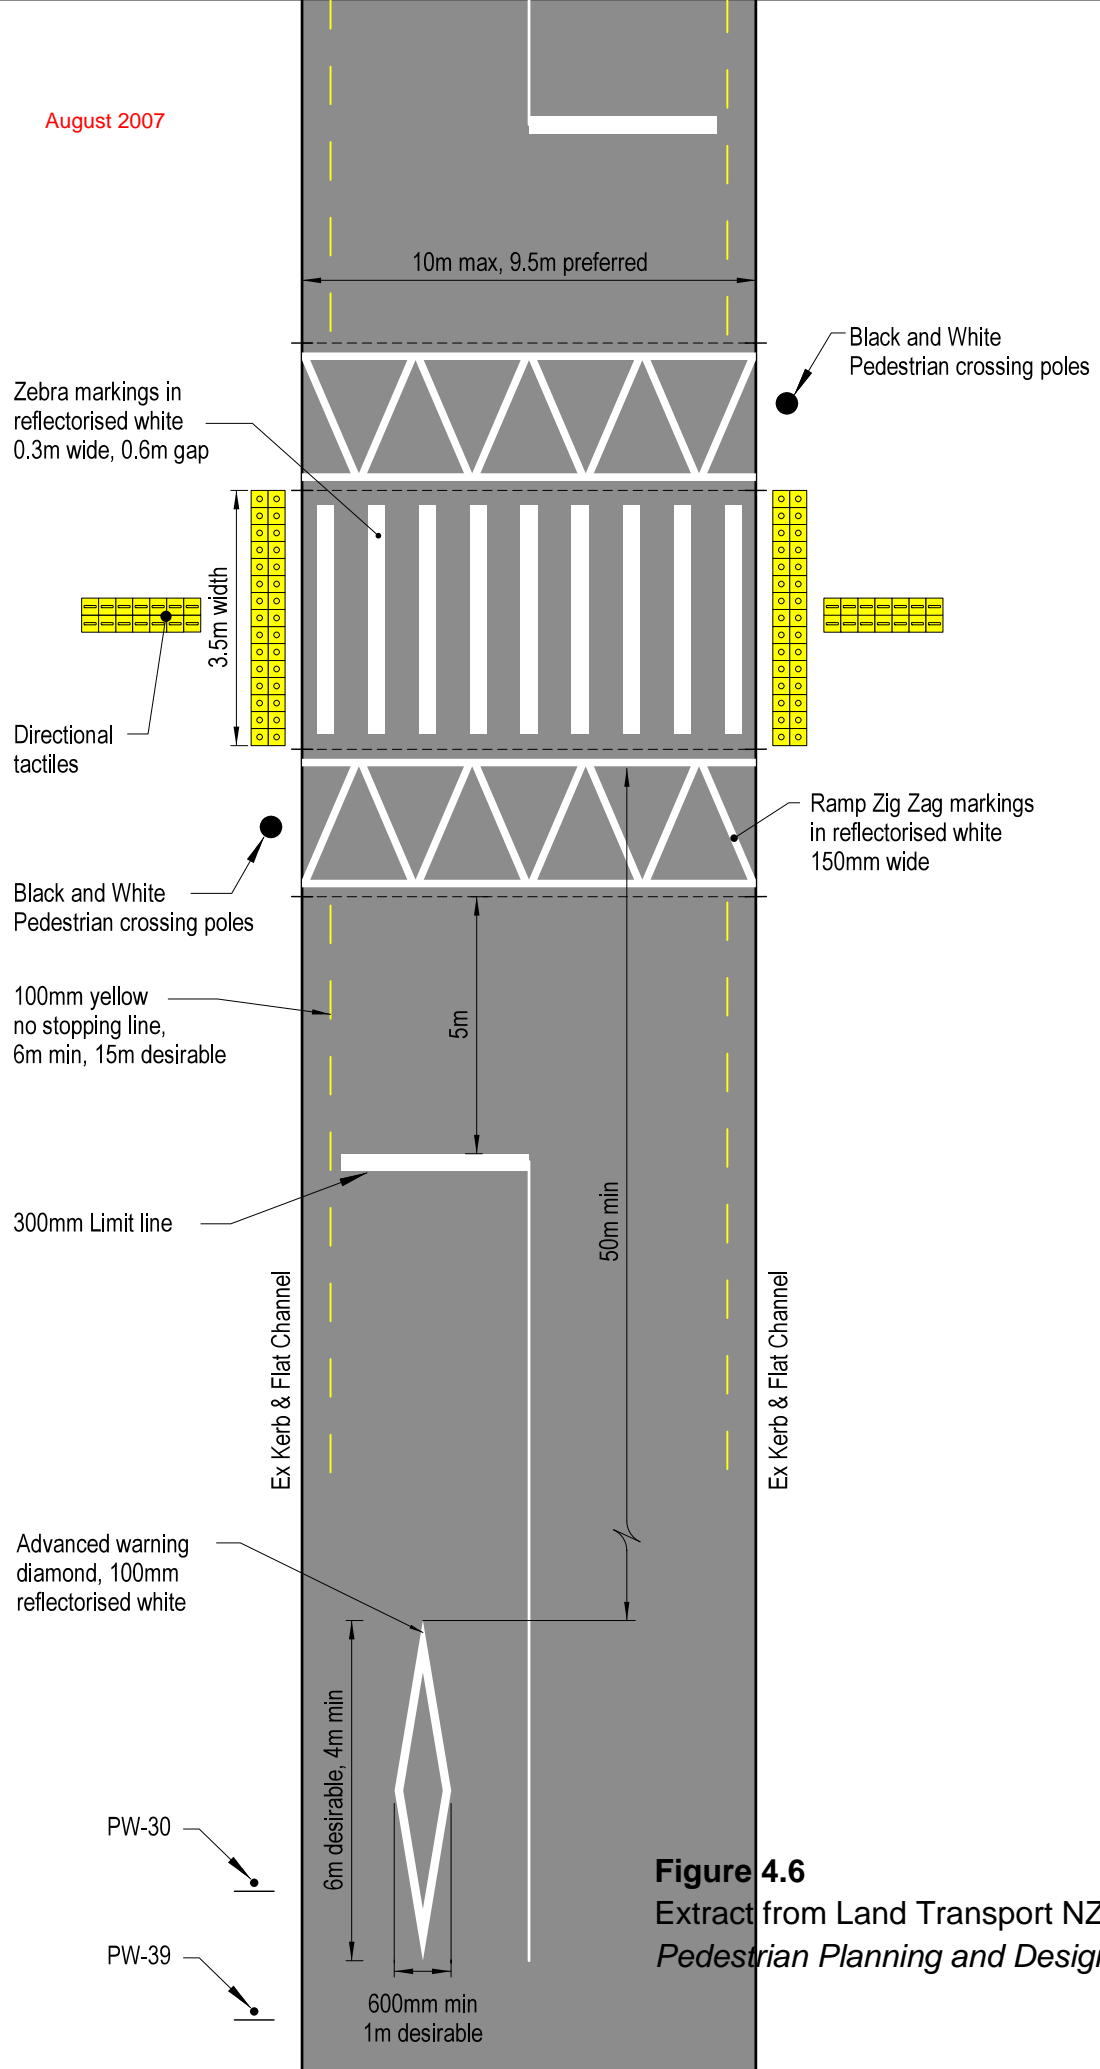 August 2007
10m max, 9.5m preferred
Black and White
Pedestrian crossing poles
Zebra markings in
reflectorised white
0.3m wide, 0.6m gap
3.5m width
Directional
tactiles
Ramp Zig Zag markings
in reflectorised white
150mm wide
Black and White
Pedestrian crossing poles
100mm yellow
no stopping line,
6m min, 15m desirable
5m
300mm Limit line
50m min
Ex Kerb & Flat Channel
Ex Kerb & Flat Channel
Advanced warning
diamond, 100mm
reflectorised white
6m desirable, 4m min
PW-30
PW-39
600mm min
1m desirable
Figure 4.6
Extract from Land Transport NZ
Pedestrian Planning and Design